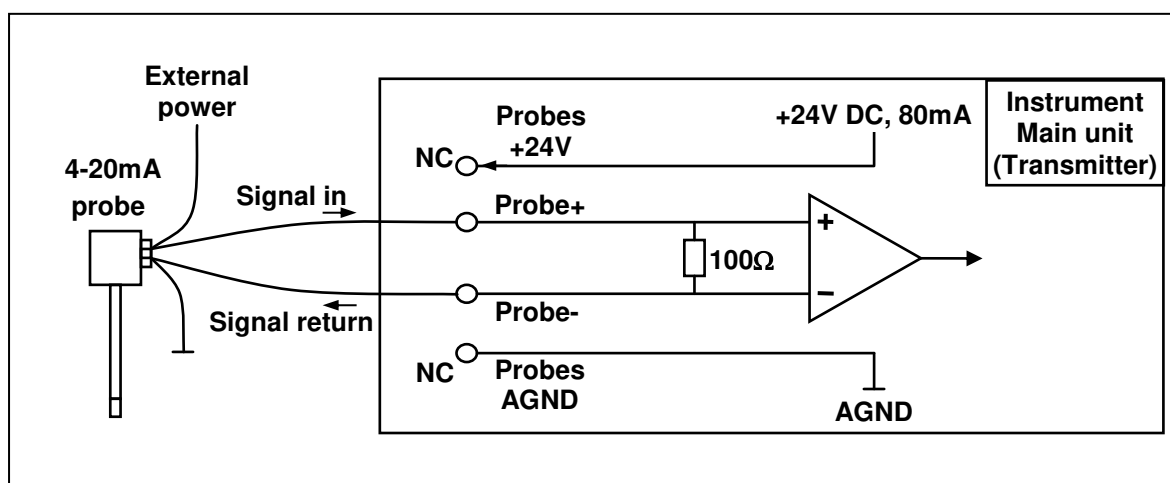 External
power
4-20mA
probe
Signal in
Signal return
NC
Probes
+24V
+24V DC, 80mA
Instrument
Main unit
(Transmitter)
Probe+
+
100Ω
−
Probe-
NC
Probes
AGND
AGND